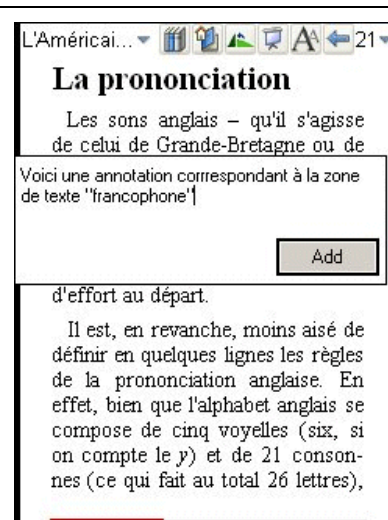 L'Américai... 21
La prononciation
Les sons anglais – qu'il s'agisse
de celui de Grande-Bretagne ou de
Voici une annotation corrrespondant à la zone
de texte "francophone"
Add
d'effort au départ.
Il est, en revanche, moins aisé de
définir en quelques lignes les règles
de la prononciation anglaise. En
effet, bien que l'alphabet anglais se
compose de cinq voyelles (six, si
on compte le y) et de 21 conson-
nes (ce qui fait au total 26 lettres),